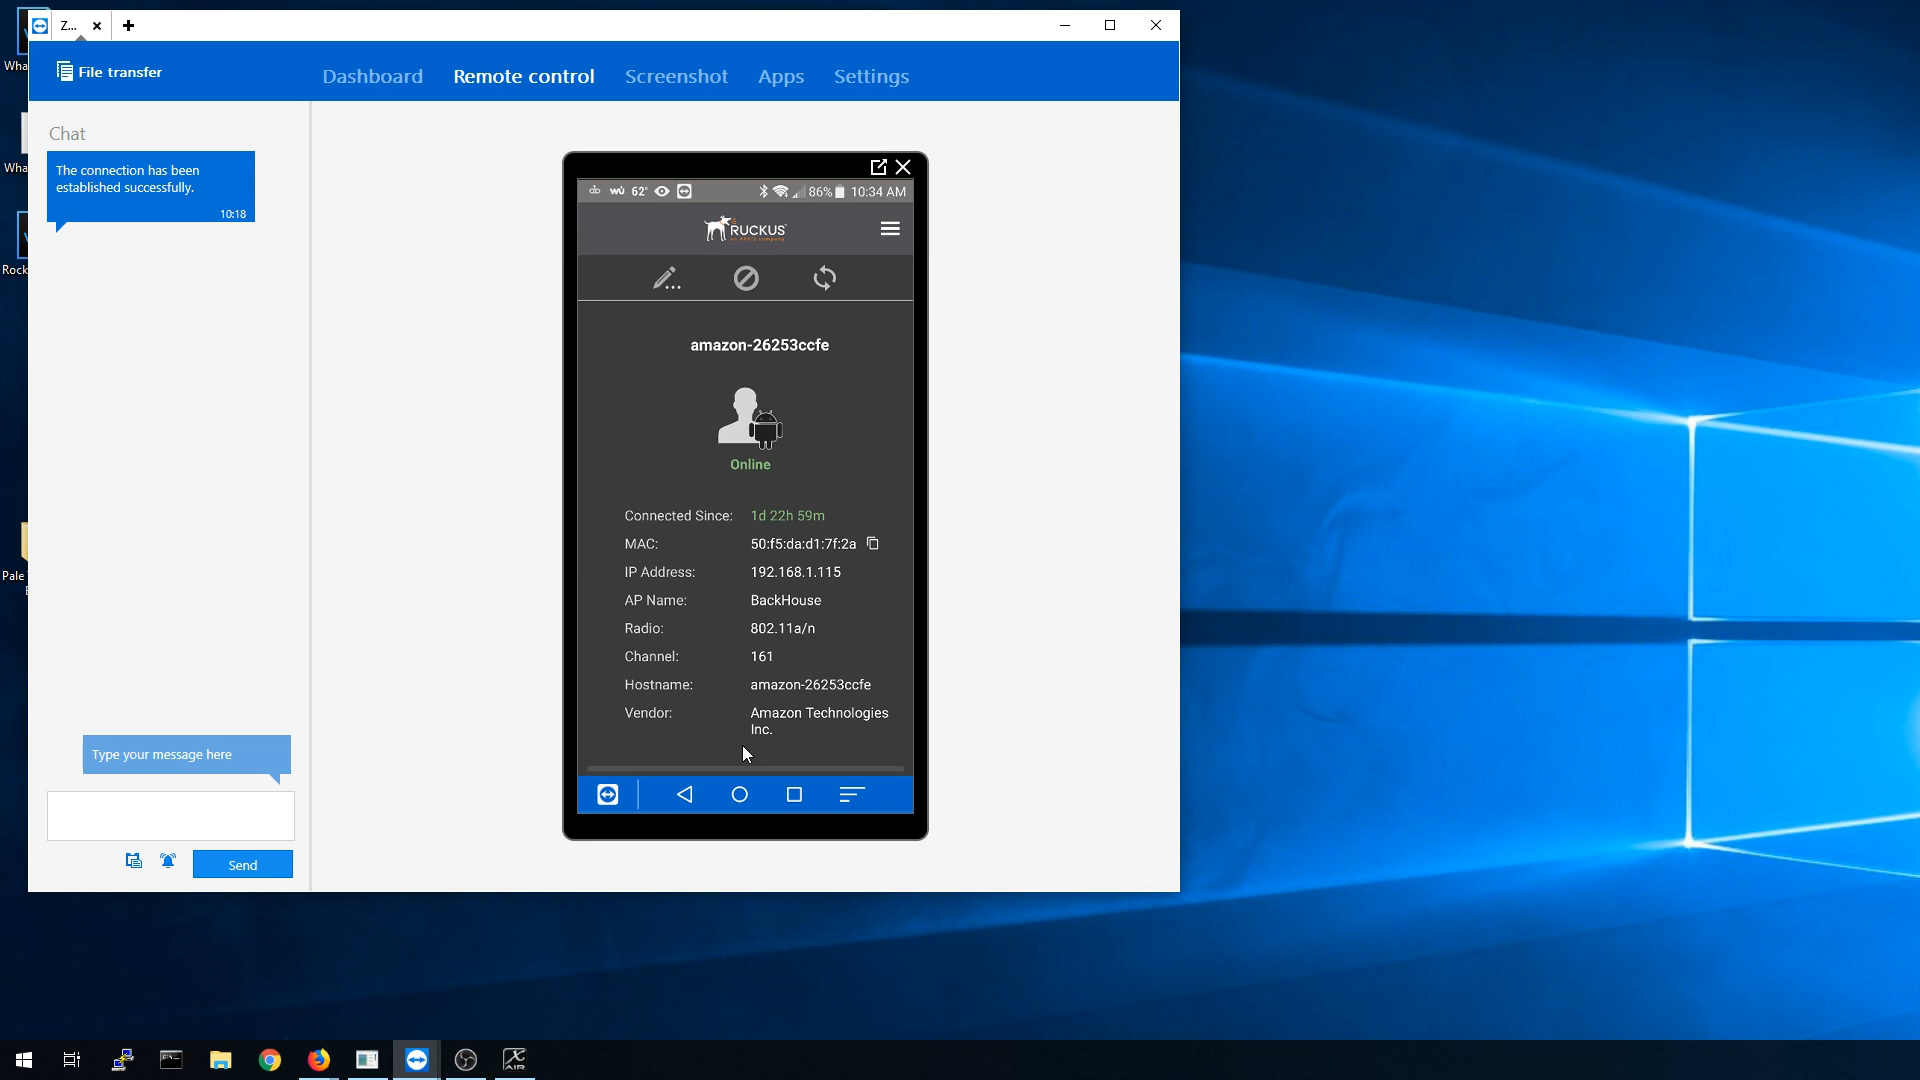 Z...
File transfer
Dashboard
Remote control
Screenshot
Apps
Settings
Chat
The connection has been
established successfully.
10:18
62°
86%
10:34 AM
RUCKUS
amazon-26253ccfe
Online
Connected Since: 1d 22h 59m
MAC: 50:f5:da:d1:7f:2a
IP Address: 192.168.1.115
AP Name: BackHouse
Radio: 802.11a/n
Channel: 161
Hostname: amazon-26253ccfe
Vendor: Amazon Technologies
Inc.
Type your message here
Send
Wha
Wha
Rock
Pale
AIR